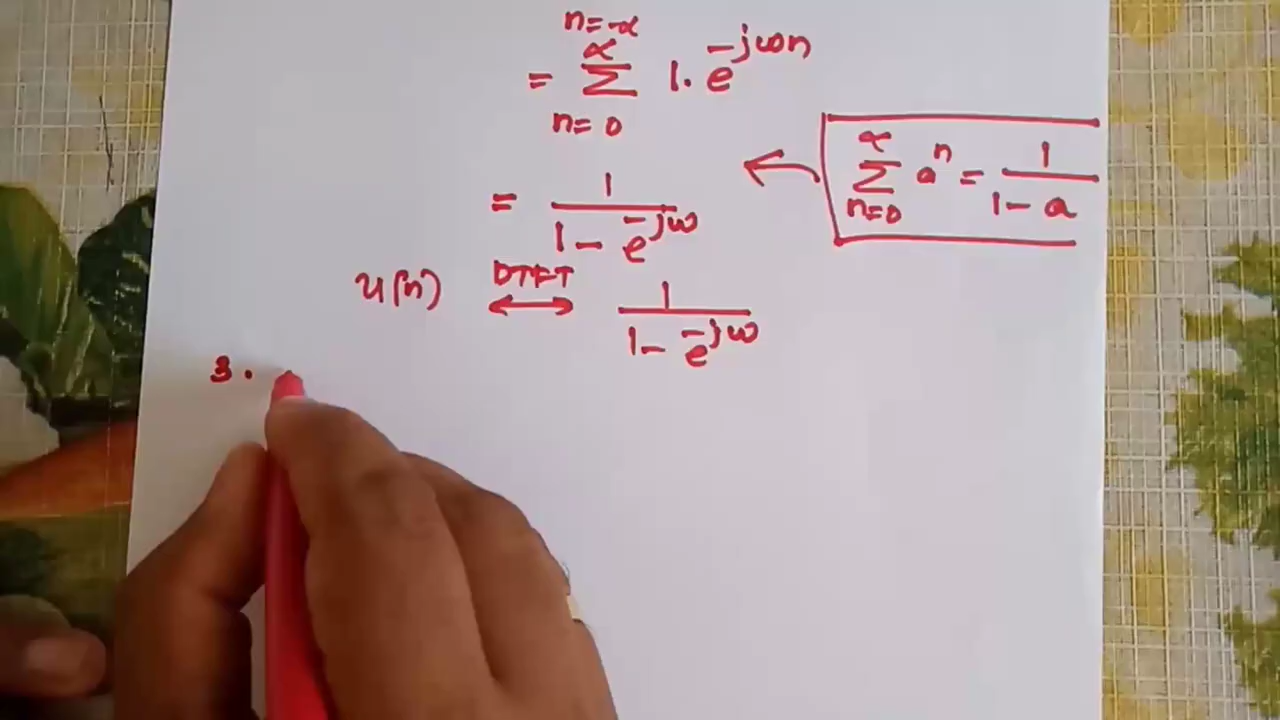 n=-∝
= ∝ Σ n=0 1. e^-jωn
∝ Σ n=0 a^n = 1 / 1-a
= 1 / 1- e^-jω
u(n) DTFT ↔ 1 / 1- e^-jω
3.